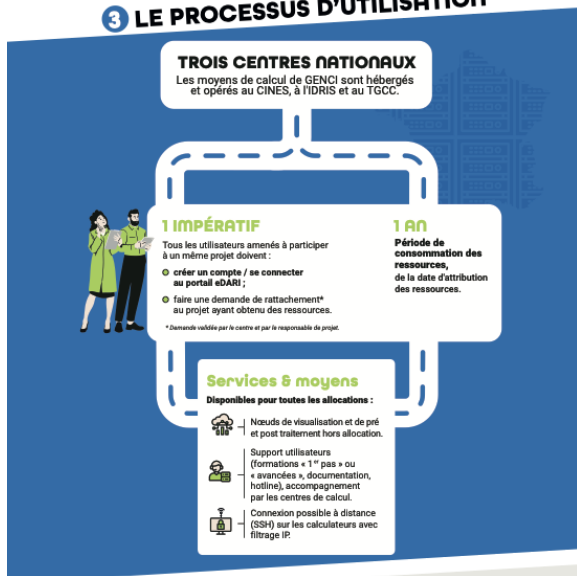 3 LE PROCESSUS D'UTILISATION
TROIS CENTRES NATIONAUX
Les moyens de calcul de GENCI sont hébergés
et opérés au CINES, à l'IDRIS et au TGCC.
1 IMPÉRATIF
Tous les utilisateurs amenés à participer
à un même projet doivent :
créer un compte / se connecter
au portail eDARI ;
faire une demande de rattachement*
au projet ayant obtenu des ressources.
* Demande validée par le centre et par le responsable de projet.
1 AN
Période de
consommation des
ressources,
de la date d'attribution
des ressources.
Services & moyens
Disponibles pour toutes les allocations :
Nœuds de visualisation et de pré
et post traitement hors allocation.
Support utilisateurs
(formations « 1er pas » ou
« avancées », documentation,
hotline), accompagnement
par les centres de calcul.
Connexion possible à distance
(SSH) sur les calculateurs avec
filtrage IP.